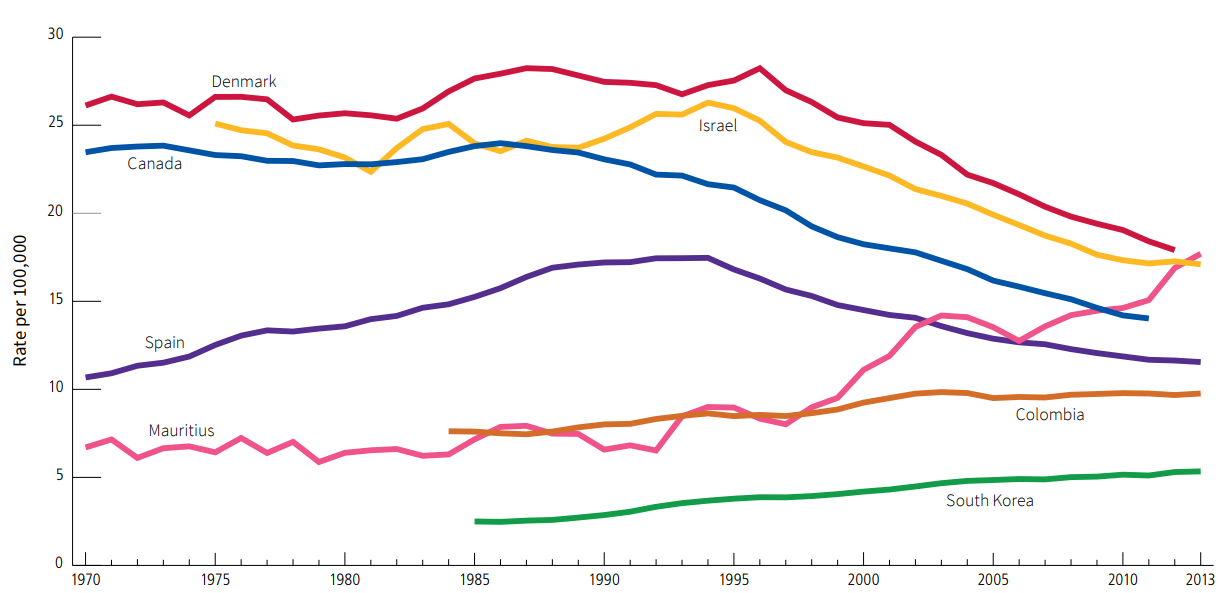 30
Denmark
25
Israel
Canada
20
Rate per 100,000
15
Spain
10
Colombia
Mauritius
5
South Korea
0
1970 1975 1980 1985 1990 1995 2000 2005 2010 2013